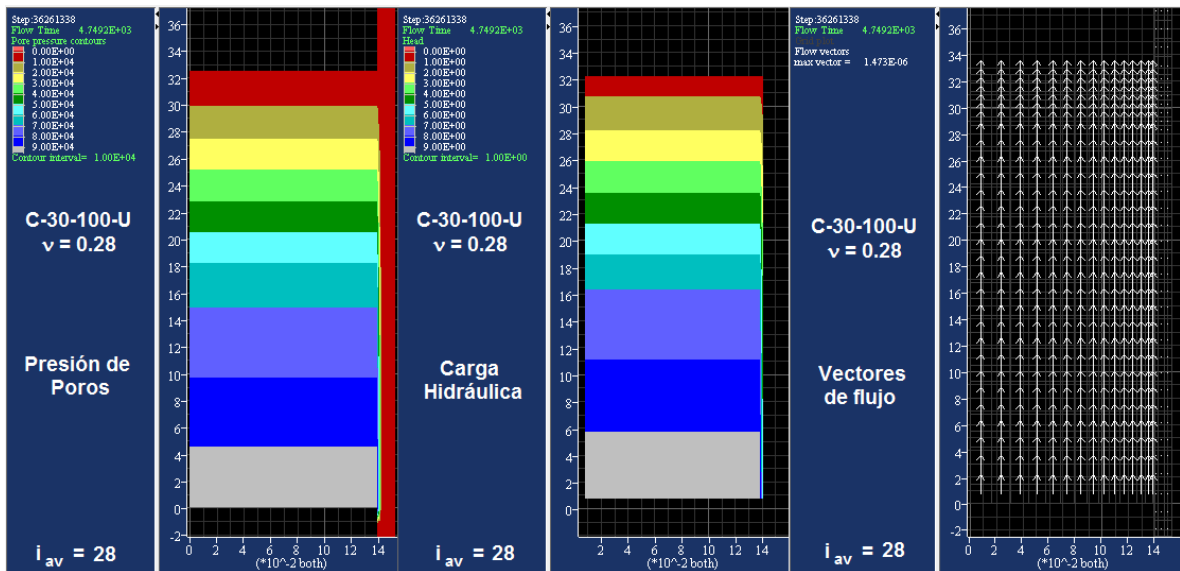 Step:36261338
Flow Time 4.7492E+03
Pore pressure contours
0.00E+00
1.00E+04
2.00E+04
3.00E+04
4.00E+04
5.00E+04
6.00E+04
7.00E+04
8.00E+04
9.00E+04
Contour interval= 1.00E+04
C-30-100-U
ν = 0.28
Presión de
Poros
i av = 28
36
34
32
30
28
26
24
22
20
18
16
14
12
10
8
6
4
2
0
-2
0 2 4 6 8 10 12 14
(*10^-2 both)
Step:36261338
Flow Time 4.7492E+03
Head
0.00E+00
1.00E+00
2.00E+00
3.00E+00
4.00E+00
5.00E+00
6.00E+00
7.00E+00
8.00E+00
9.00E+00
Contour interval= 1.00E+00
C-30-100-U
ν = 0.28
Carga
Hidráulica
i av = 28
36
34
32
30
28
26
24
22
20
18
16
14
12
10
8
6
4
2
0
2 4 6 8 10 12 14
(*10^-2 both)
Step:36261338
Flow Time 4.7492E+03
Flow vectors
max vector = 1.473E-06
C-30-100-U
ν = 0.28
Vectores
de flujo
i av = 28
36
34
32
30
28
26
24
22
20
18
16
14
12
10
8
6
4
2
0
-2
0 2 4 6 8 10 12 14
(*10^-2 both)